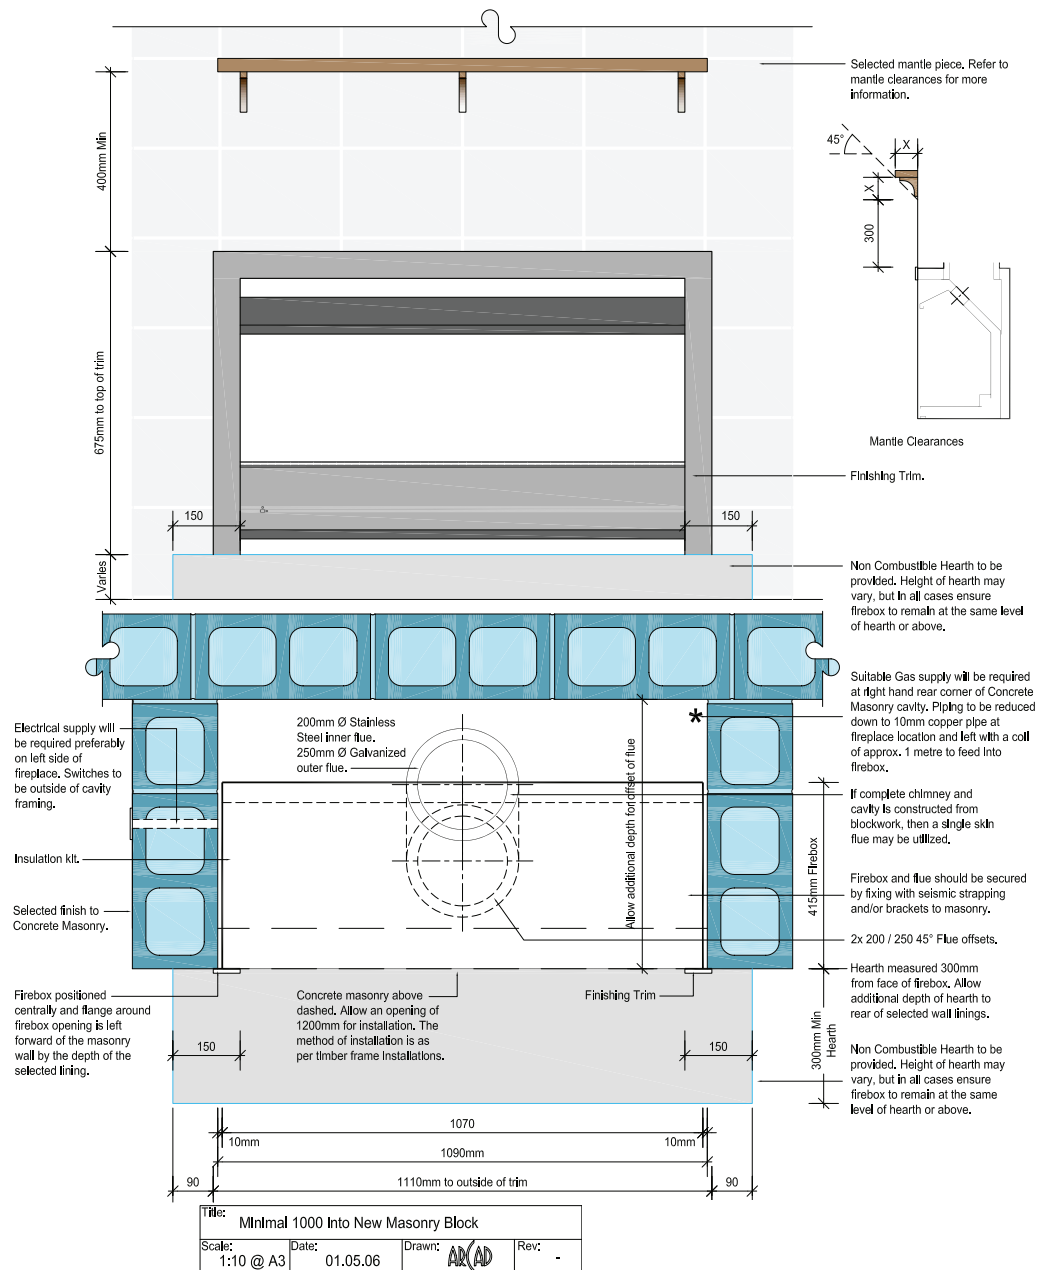 Selected mantle piece. Refer to
mantle clearances for more
information.
45°
X
X
300
400mm Min
Mantle Clearances
675mm to top of trim
Finishing Trim.
150
150
Varies
Non Combustible Hearth to be
provided. Height of hearth may
vary, but in all cases ensure
firebox to remain at the same level
of hearth or above.
Suitable Gas supply will be required
at right hand rear corner of Concrete
Masonry cavity. Piping to be reduced
down to 10mm copper pipe at
fireplace location and left with a coil
of approx. 1 metre to feed into
firebox.
*
Electrical supply will
be required preferably
on left side of
fireplace. Switches to
be outside of cavity
framing.
200mm Ø Stainless
Steel inner flue.
250mm Ø Galvanized
outer flue.
Allow additional depth for offset of flue
If complete chimney and
cavity is constructed from
blockwork, then a single skin
flue may be utilized.
415mm Firebox
Insulation kit.
Firebox and flue should be secured
by fixing with seismic strapping
and/or brackets to masonry.
Selected finish to
Concrete Masonry.
2x 200 / 250 45° Flue offsets.
Hearth measured 300mm
from face of firebox. Allow
additional depth of hearth to
rear of selected wall linings.
Firebox positioned
centrally and flange around
firebox opening is left
forward of the masonry
wall by the depth of the
selected lining.
Concrete masonry above
dashed. Allow an opening of
1200mm for installation. The
method of installation is as
per timber frame installations.
Finishing Trim
300mm Min
Hearth
150
150
Non Combustible Hearth to be
provided. Height of hearth may
vary, but in all cases ensure
firebox to remain at the same
level of hearth or above.
1070
10mm
10mm
1090mm
90
1110mm to outside of trim
90
Title: Minimal 1000 Into New Masonry Block
Scale: 1:10 @ A3
Date: 01.05.06
Drawn: ARCAD
Rev: -